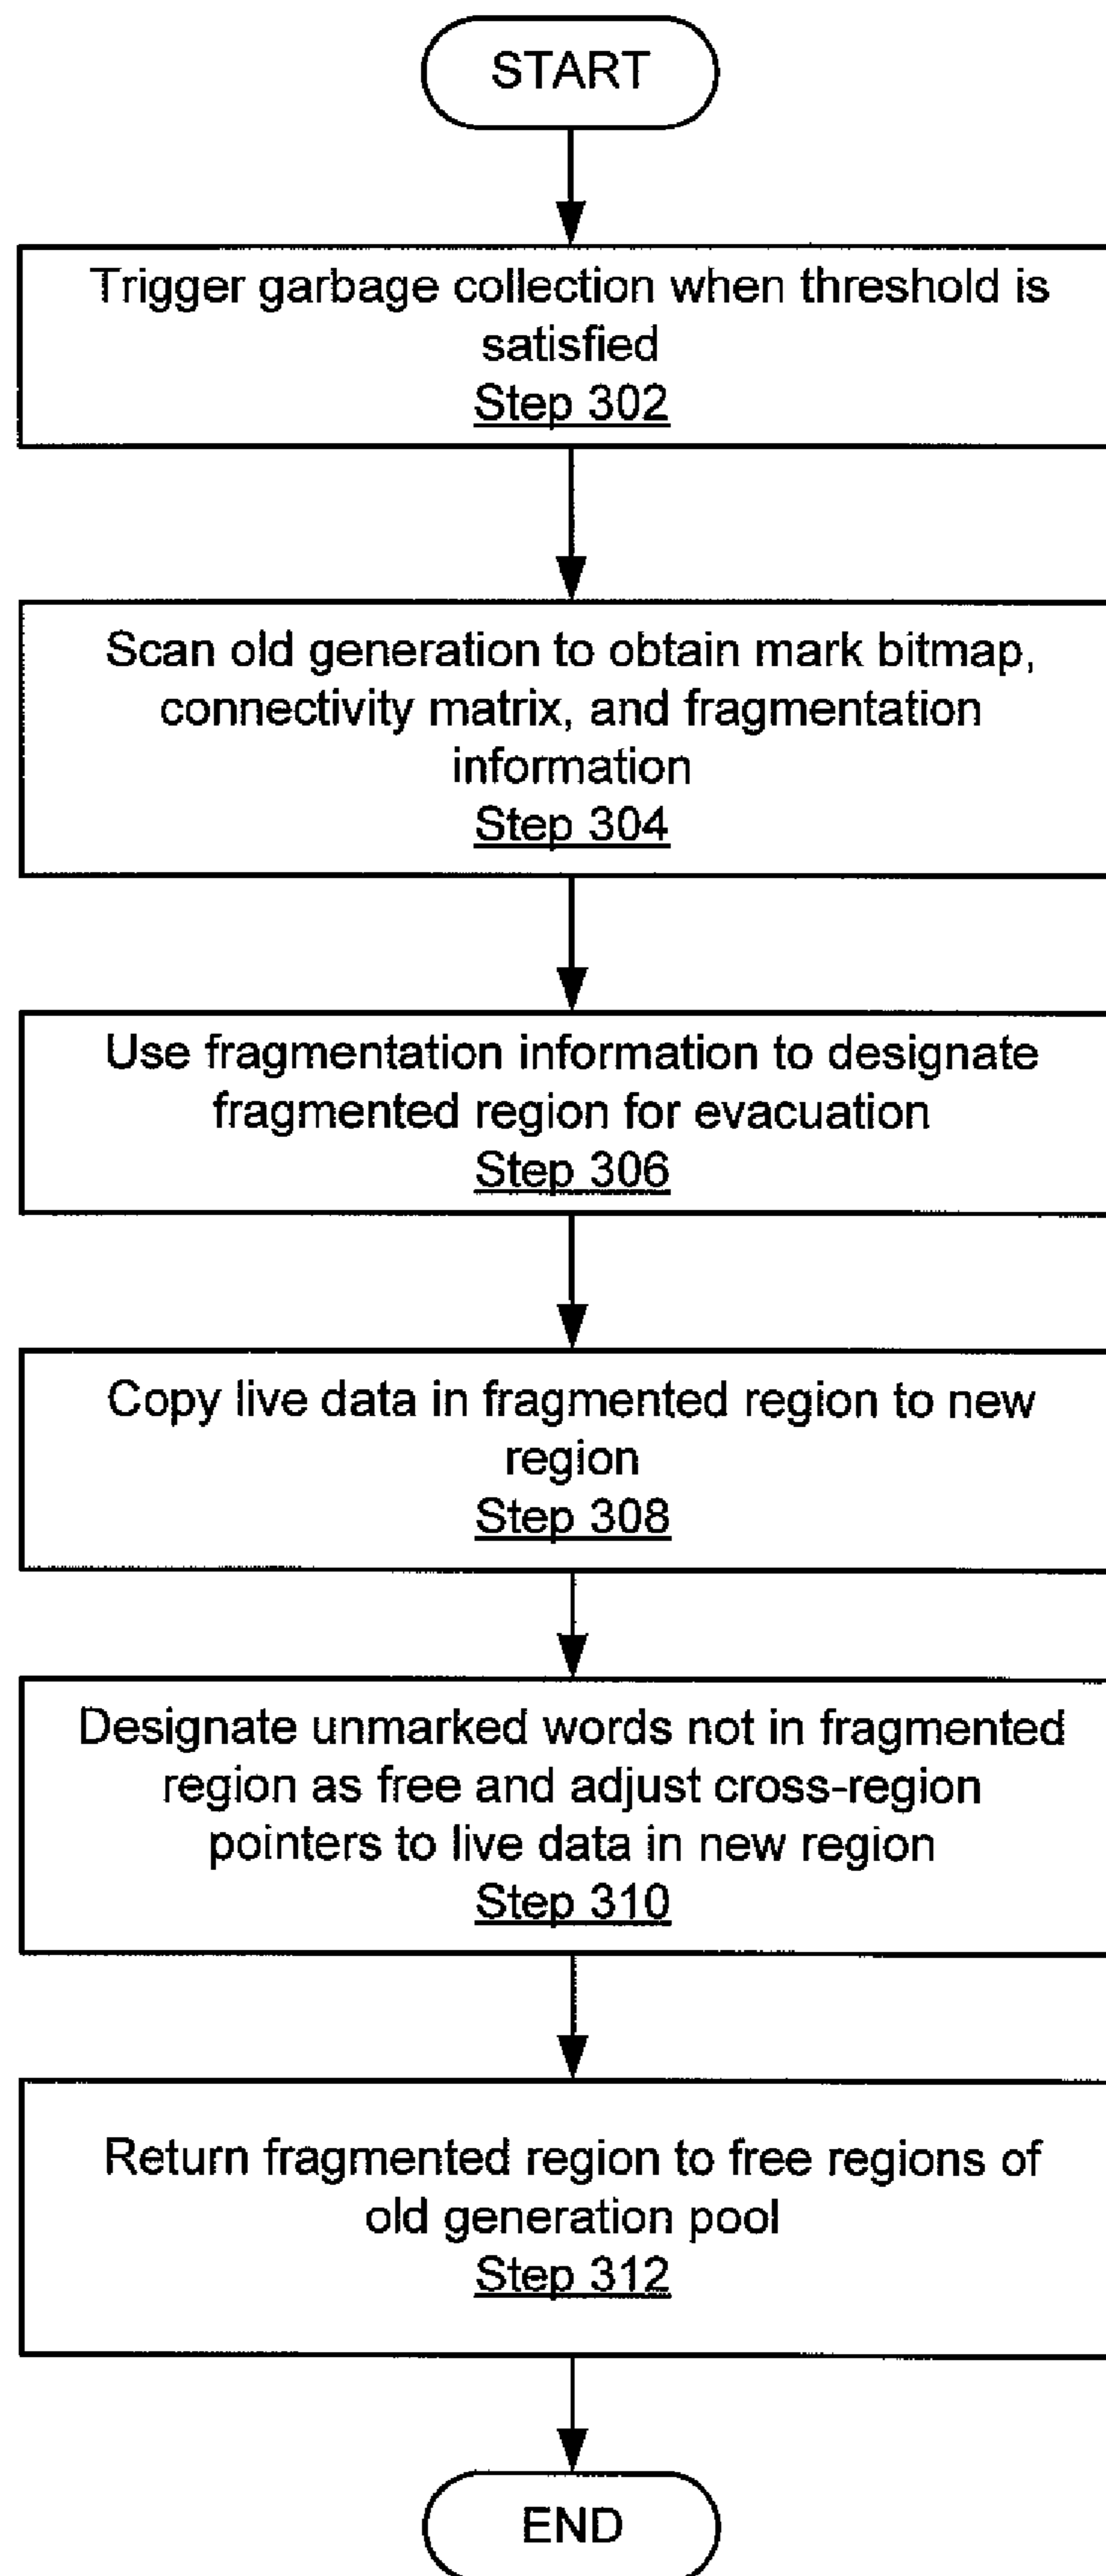 START
Trigger garbage collection when threshold is
satisfied
Step 302
Scan old generation to obtain mark bitmap,
connectivity matrix, and fragmentation
information
Step 304
Use fragmentation information to designate
fragmented region for evacuation
Step 306
Copy live data in fragmented region to new
region
Step 308
Designate unmarked words not in fragmented
region as free and adjust cross-region
pointers to live data in new region
Step 310
Return fragmented region to free regions of
old generation pool
Step 312
END